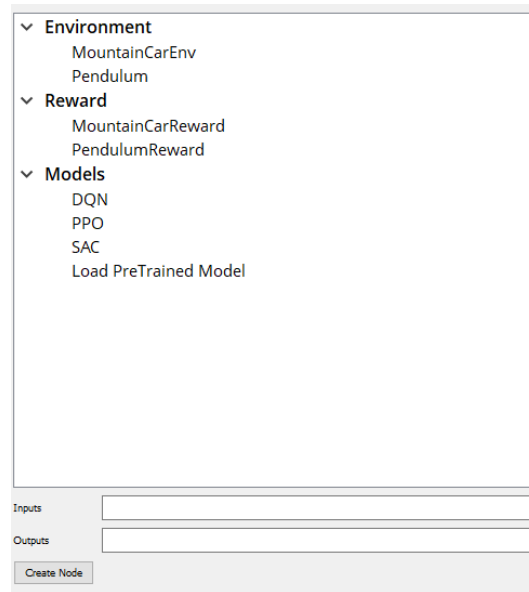 Environment
MountainCarEnv
Pendulum
Reward
MountainCarReward
PendulumReward
Models
DQN
PPO
SAC
Load PreTrained Model
Inputs
Outputs
Create Node